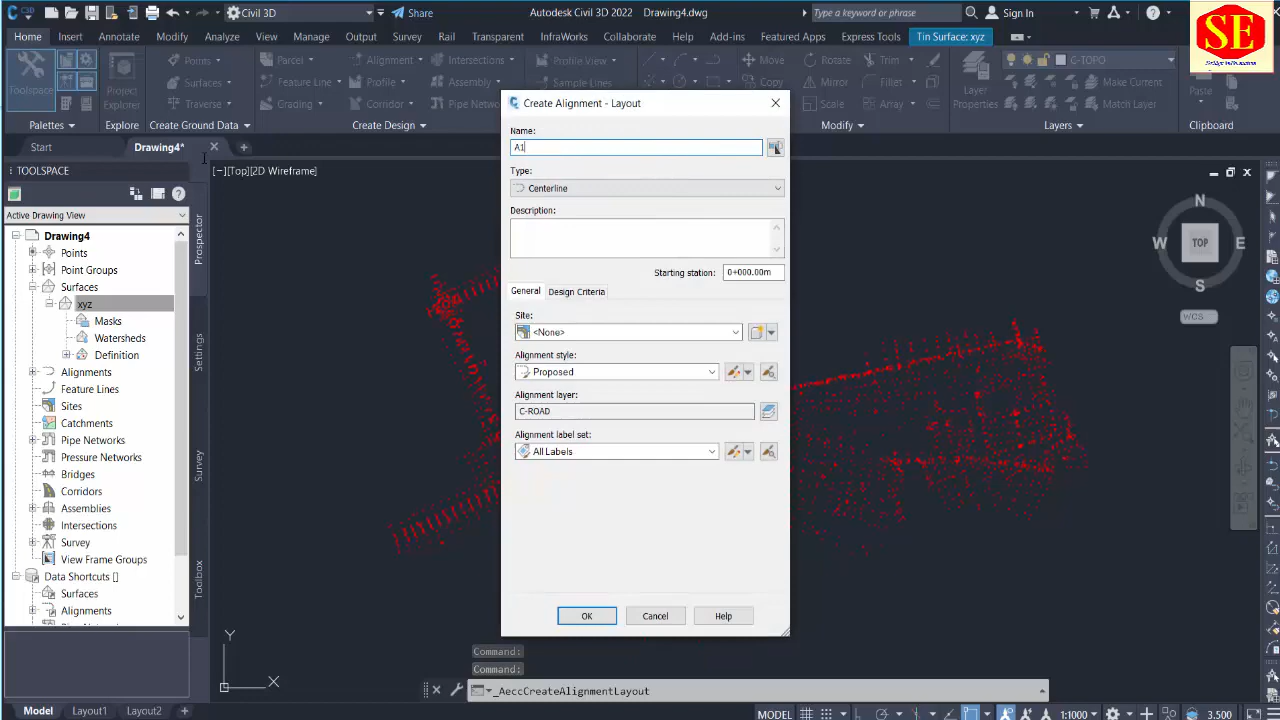 Civil 3D
Share
Autodesk Civil 3D 2022 Drawing4.dwg
Type a keyword or phrase
Sign In
SE
Home Insert Annotate Modify Analyze View Manage Output Survey Rail Transparent InfraWorks Collaborate Help Add-ins Featured Apps Express Tools Tin Surface: xyz
Toolspace
Project Explorer
Points
Surfaces
Traverse
Parcel
Feature Line
Grading
Alignment
Profile
Corridor
Intersections
Assembly
Pipe Netw
Profile View
Move
Copy
Rotate
Mirror
Scale
Trim
Fillet
Array
Layer Properties
C-TOPO
Make Current
Match Layer
Paste
Palettes Explore Create Ground Data Create Design Modify Layers Clipboard
Start Drawing4*
[−][Top][2D Wireframe]
TOOLSPACE
Active Drawing View
Drawing4
Points
Point Groups
Surfaces
xyz
Masks
Watersheds
Definition
Alignments
Feature Lines
Sites
Catchments
Pipe Networks
Pressure Networks
Bridges
Corridors
Assemblies
Intersections
Survey
View Frame Groups
Data Shortcuts []
Surfaces
Alignments
Prospector
Settings
Survey
Toolbox
Create Alignment - Layout
Name:
A1
Type:
Centerline
Description:
Starting station: 0+000.00m
General Design Criteria
Site:
<None>
Alignment style:
Proposed
Alignment layer:
C-ROAD
Alignment label set:
All Labels
OK Cancel Help
N
W TOP E
S
WCS
Y
X
Command:
Command:
_AeccCreateAlignmentLayout
Model Layout1 Layout2
MODEL 1:1000 3.500